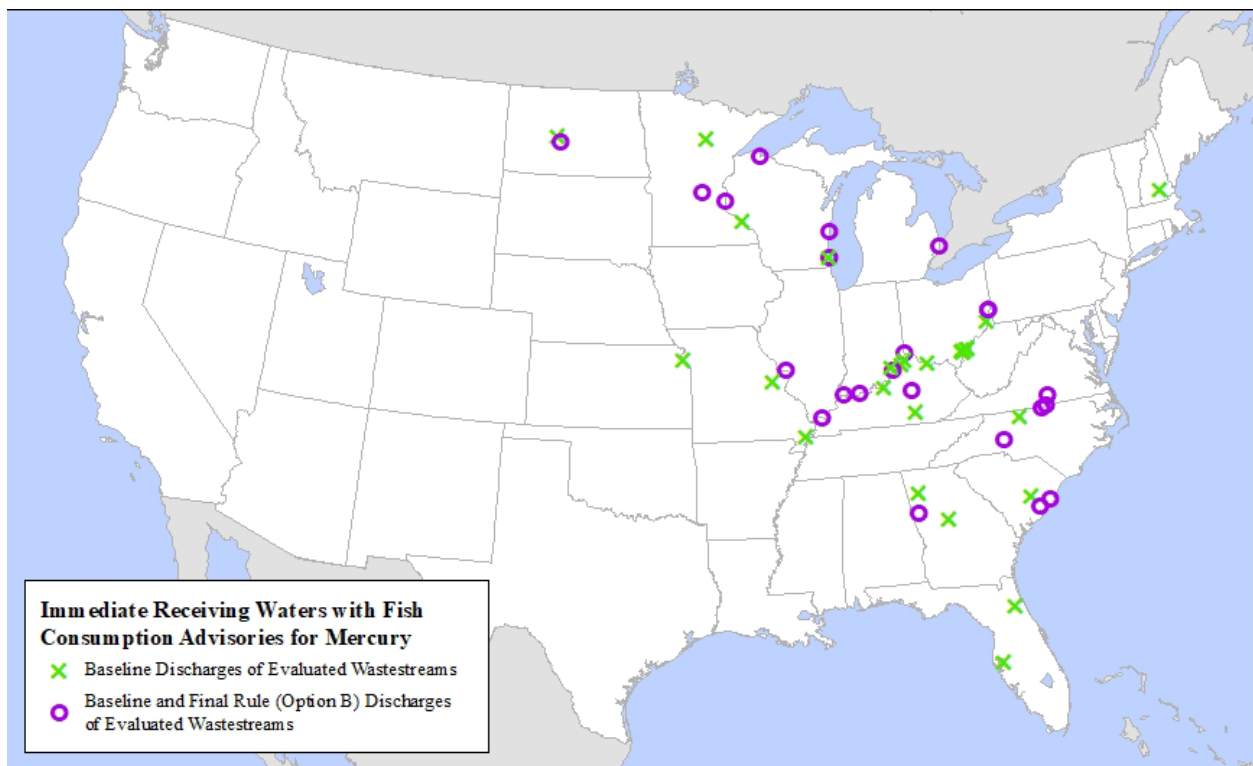 Immediate Receiving Waters with Fish
Consumption Advisories for Mercury
Baseline Discharges of Evaluated Wastestreams
Baseline and Final Rule (Option B) Discharges
of Evaluated Wastestreams